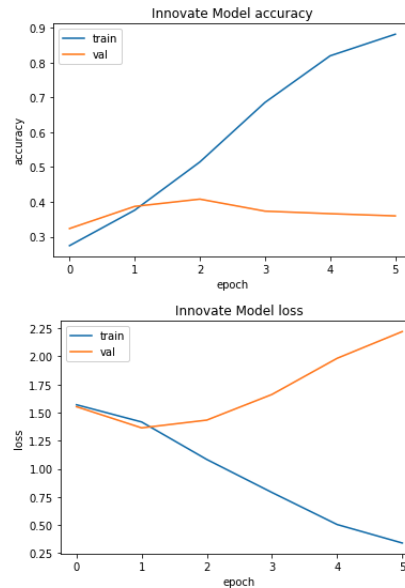 Innovate Model accuracy
train
val
0.9
0.8
0.7
0.6
0.5
0.4
0.3
accuracy
0 1 2 3 4 5
epoch
Innovate Model loss
train
val
2.25
2.00
1.75
1.50
1.25
1.00
0.75
0.50
0.25
loss
0 1 2 3 4 5
epoch